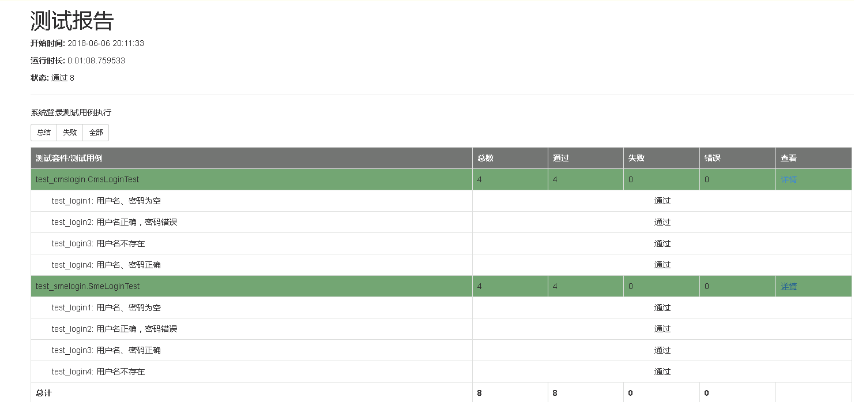 测试报告
开始时间: 2018-06-06 20:11:33
运行时长: 0:01:08.759533
状态: 通过 8
系统登录测试用例执行
总结 失败 全部
测试套件/测试用例 总数 通过 失败 错误 查看
test_cmslogin.CmsLoginTest 4 4 0 0 详情
test_login1: 用户名、密码为空 通过
test_login2: 用户名正确，密码错误 通过
test_login3: 用户名不存在 通过
test_login4: 用户名、密码正确 通过
test_smelogin.SmeLoginTest 4 4 0 0 详情
test_login1: 用户名、密码为空 通过
test_login2: 用户名正确，密码错误 通过
test_login3: 用户名、密码正确 通过
test_login4: 用户名不存在 通过
总计 8 8 0 0